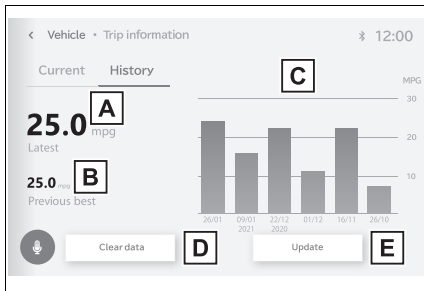 < Vehicle • Trip information
12:00
Current History
A
C
MPG
30
25.0 mpg
Latest
20
B
25.0 mpg
Previous best
10
26/01 09/01 22/12 01/12 16/11 26/10
2021 2020
Clear data
D
Update
E